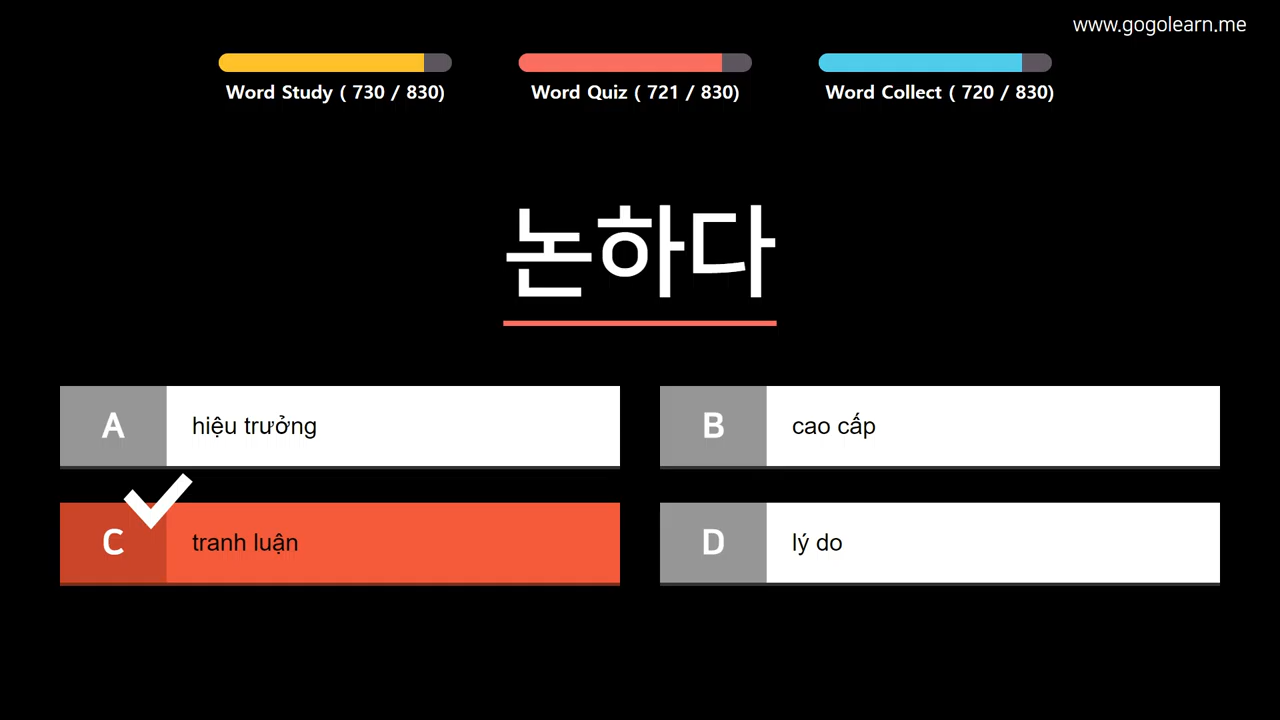 www.gogolearn.me
Word Study ( 730 / 830)
Word Quiz ( 721 / 830)
Word Collect ( 720 / 830)
논하다
A
hiệu trưởng
B
cao cấp
C
tranh luận
D
lý do